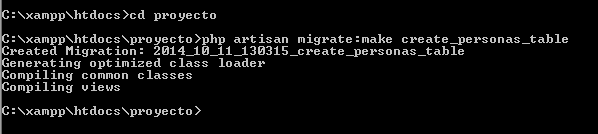 C:\xampp\htdocs>cd proyecto
C:\xampp\htdocs\proyecto>php artisan migrate:make create_personas_table
Created Migration: 2014_10_11_130315_create_personas_table
Generating optimized class loader
Compiling common classes
Compiling views
C:\xampp\htdocs\proyecto>